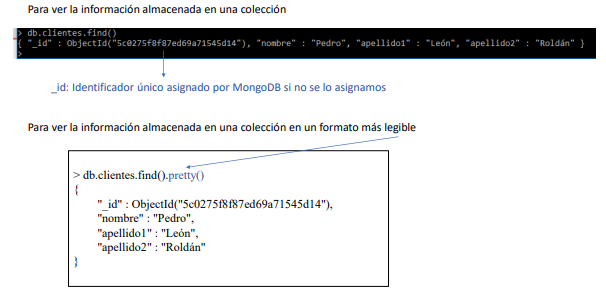 Para ver la información almacenada en una colección
> db.clientes.find()
{ "_id" : ObjectId("5c0275f8f87ed69a71545d14"), "nombre" : "Pedro", "apellido1" : "León", "apellido2" : "Roldán" }
>
_id: Identificador único asignado por MongoDB si no se lo asignamos
Para ver la información almacenada en una colección en un formato más legible
> db.clientes.find().pretty()
{
"_id" : ObjectId("5c0275f8f87ed69a71545d14"),
"nombre" : "Pedro",
"apellido1" : "León",
"apellido2" : "Roldán"
}